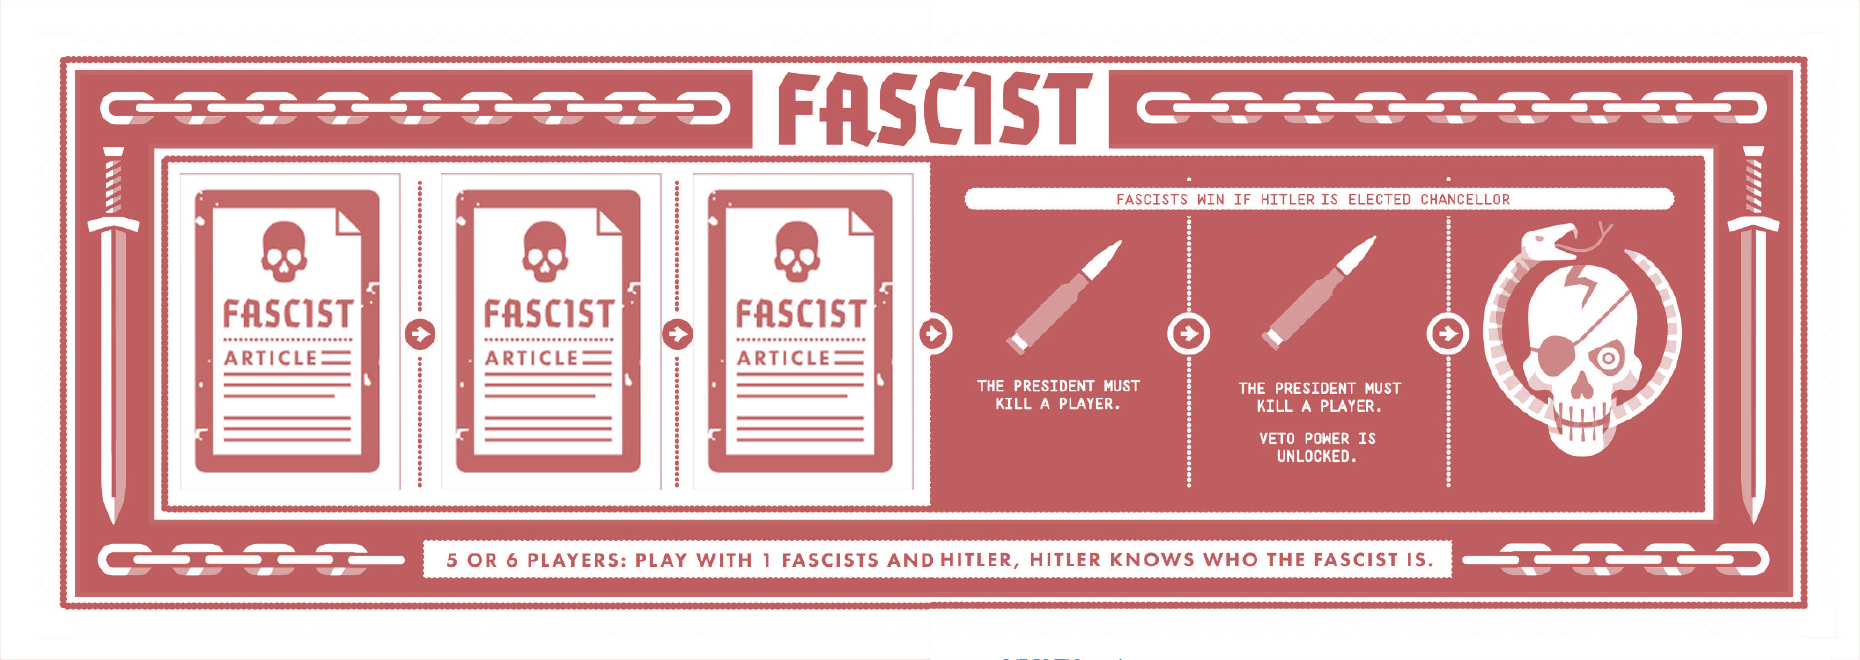 FASCIST
FASCISTS WIN IF HITLER IS ELECTED CHANCELLOR
FASCIST
ARTICLE
FASCIST
ARTICLE
FASCIST
ARTICLE
THE PRESIDENT MUST
KILL A PLAYER.
THE PRESIDENT MUST
KILL A PLAYER.
VETO POWER IS
UNLOCKED.
5 OR 6 PLAYERS: PLAY WITH 1 FASCISTS AND HITLER, HITLER KNOWS WHO THE FASCIST IS.